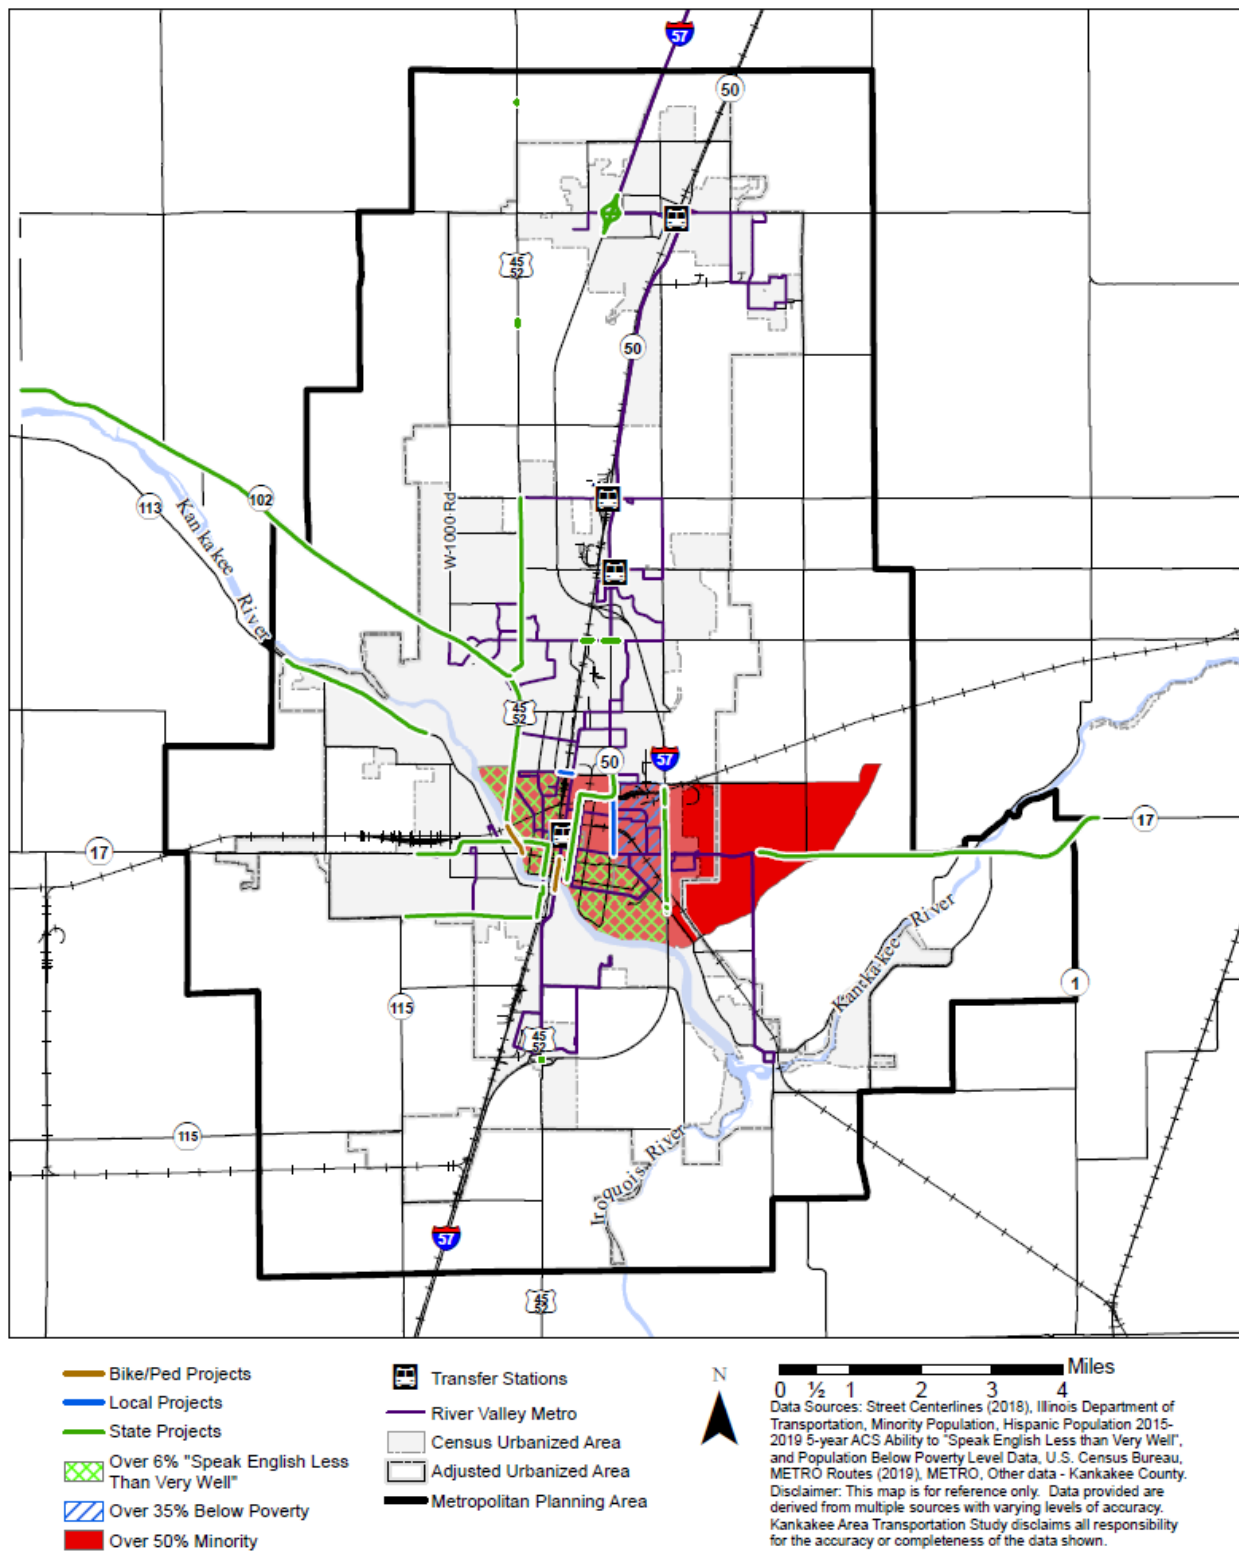 57
50
45
52
50
W-1000-Rd
102
113
Kankakee
River
45
52
50
57
17
17
Kankakee River
1
115
45
52
115
Iroquois River
57
45
52
Bike/Ped Projects
Local Projects
State Projects
Over 6% "Speak English Less
Than Very Well"
Over 35% Below Poverty
Over 50% Minority
Transfer Stations
River Valley Metro
Census Urbanized Area
Adjusted Urbanized Area
Metropolitan Planning Area
N
Miles
0 ½ 1 2 3 4
Data Sources: Street Centerlines (2018), Illinois Department of
Transportation, Minority Population, Hispanic Population 2015-
2019 5-year ACS Ability to "Speak English Less than Very Well",
and Population Below Poverty Level Data, U.S. Census Bureau,
METRO Routes (2019), METRO, Other data - Kankakee County.
Disclaimer: This map is for reference only. Data provided are
derived from multiple sources with varying levels of accuracy.
Kankakee Area Transportation Study disclaims all responsibility
for the accuracy or completeness of the data shown.